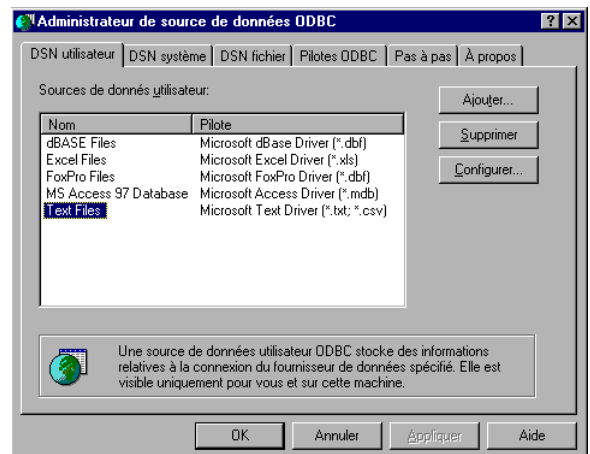 Administrateur de source de données ODBC
DSN utilisateur DSN système DSN fichier Pilotes ODBC Pas à pas À propos
Sources de donnés utilisateur:
Ajouter...
Nom Pilote
Supprimer
dBASE Files Microsoft dBase Driver (*.dbf)
Excel Files Microsoft Excel Driver (*.xls)
Configurer...
FoxPro Files Microsoft FoxPro Driver (*.dbf)
MS Access 97 Database Microsoft Access Driver (*.mdb)
Text Files Microsoft Text Driver (*.txt; *.csv)
Une source de données utilisateur ODBC stocke des informations
relatives à la connexion du fournisseur de données spécifié. Elle est
visible uniquement pour vous et sur cette machine.
OK Annuler Appliquer Aide